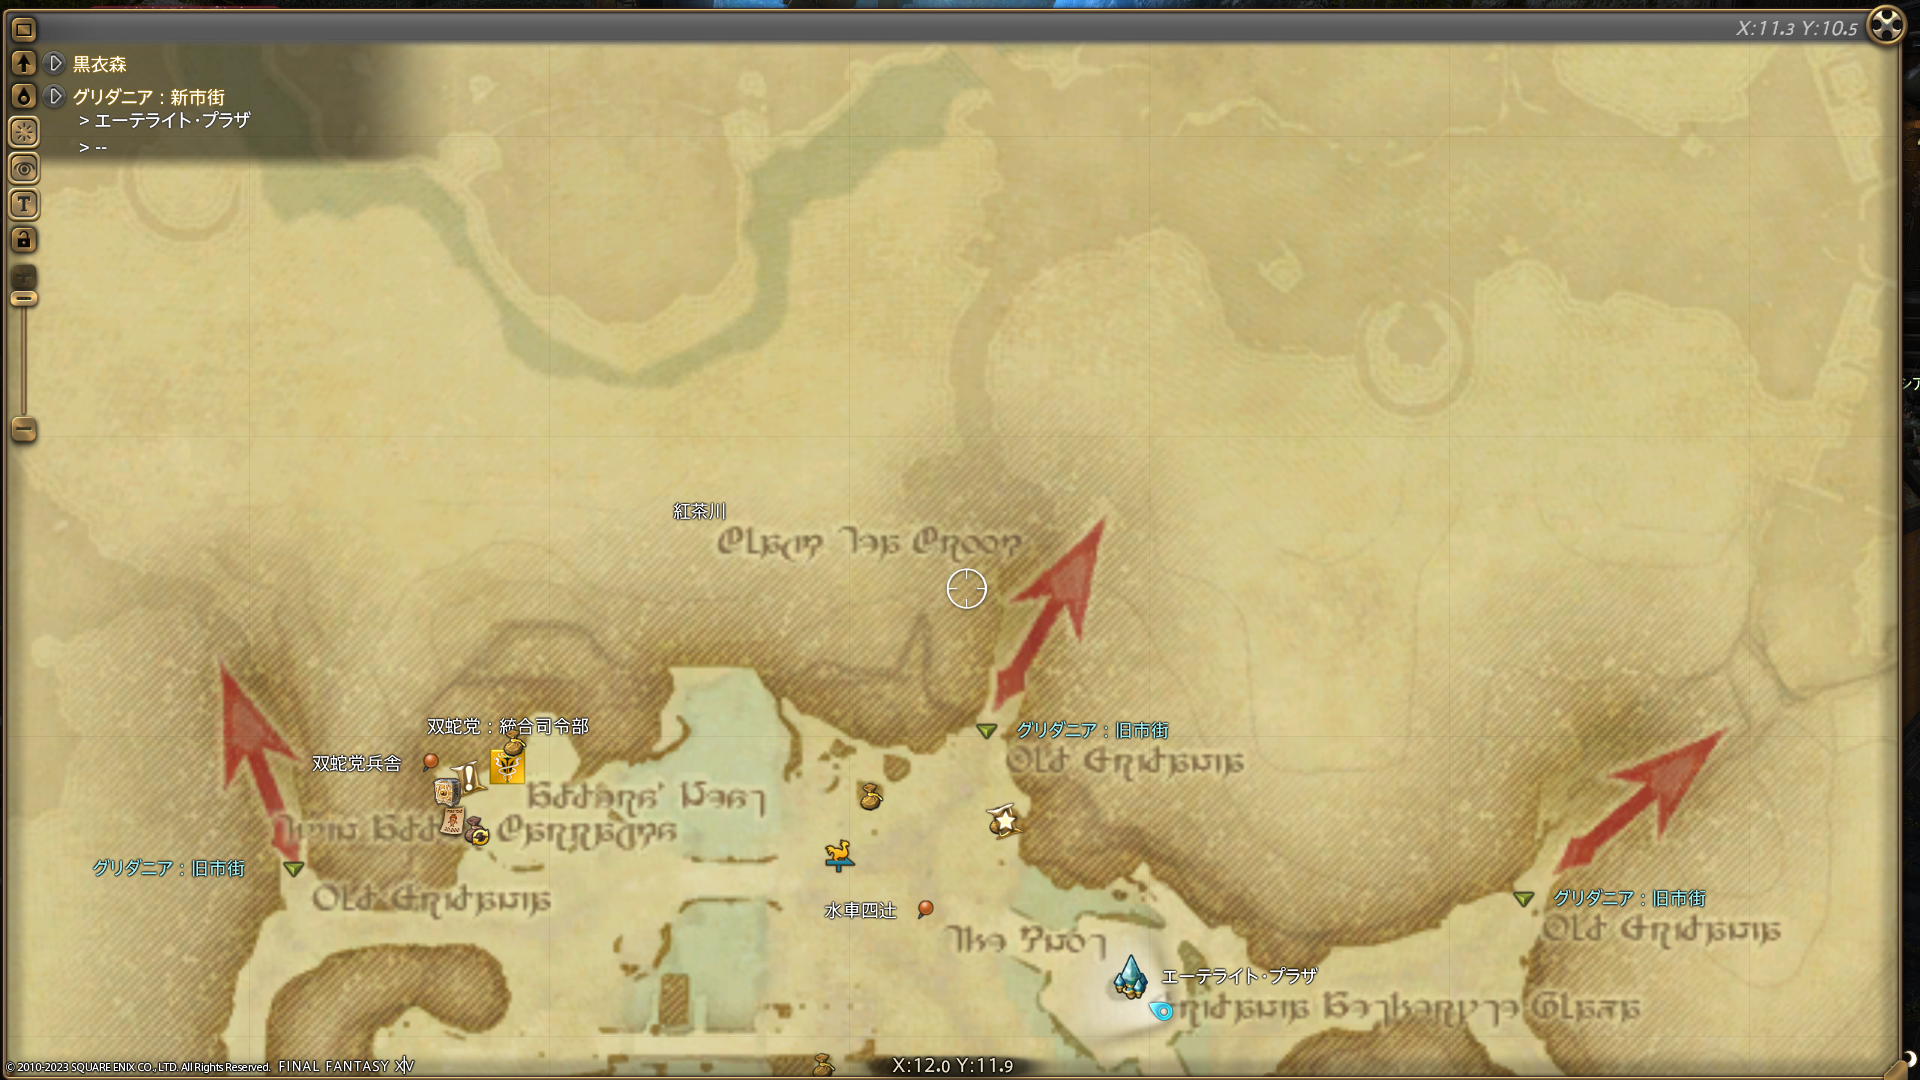 X:11.3 Y:10.5
黒衣森
グリダニア：新市街
> エーテライト・プラザ
> --
シア
紅茶川
双蛇党：統合司令部
双蛇党兵舎
グリダニア：旧市街
グリダニア：旧市街
グリダニア：旧市街
水車四辻
エーテライト・プラザ
X:12.0 Y:11.9
© 2010-2023 SQUARE ENIX CO., LTD. All Rights Reserved. FINAL FANTASY XIV